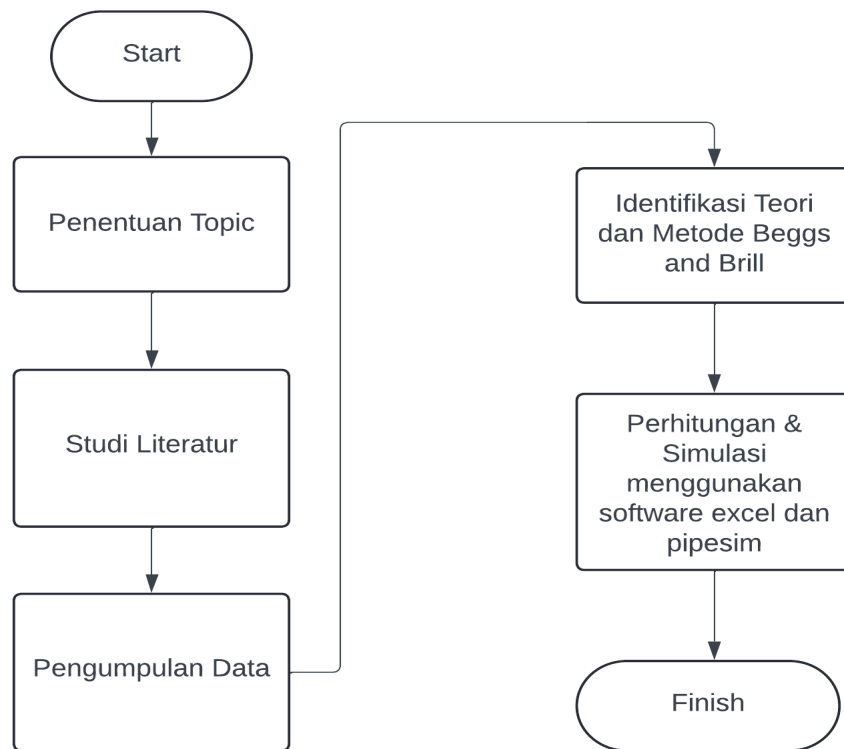 Start
Penentuan Topic
Studi Literatur
Pengumpulan Data
Identifikasi Teori
dan Metode Beggs
and Brill
Perhitungan &
Simulasi
menggunakan
software excel dan
pipesim
Finish